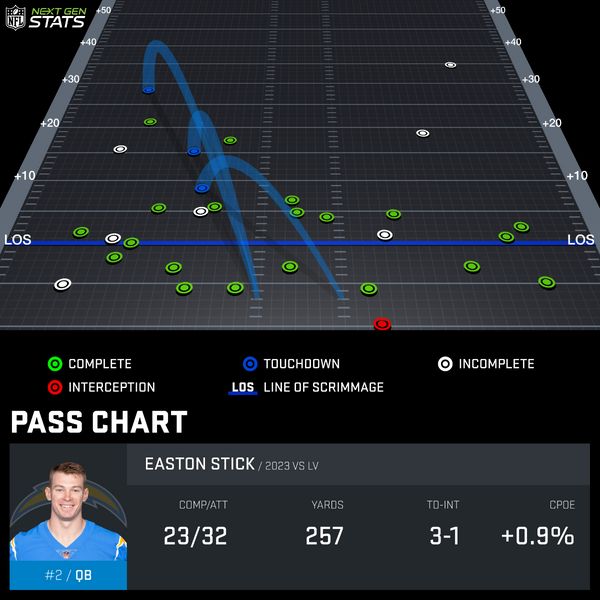 NFL NEXT GEN STATS
+50 +50
+40 +40
+30 +30
+20 +20
+10 +10
LOS LOS
COMPLETE TOUCHDOWN INCOMPLETE
INTERCEPTION LOS LINE OF SCRIMMAGE
PASS CHART
EASTON STICK / 2023 VS LV
COMP/ATT YARDS TD-INT CPOE
23/32 257 3-1 +0.9%
#2 / QB